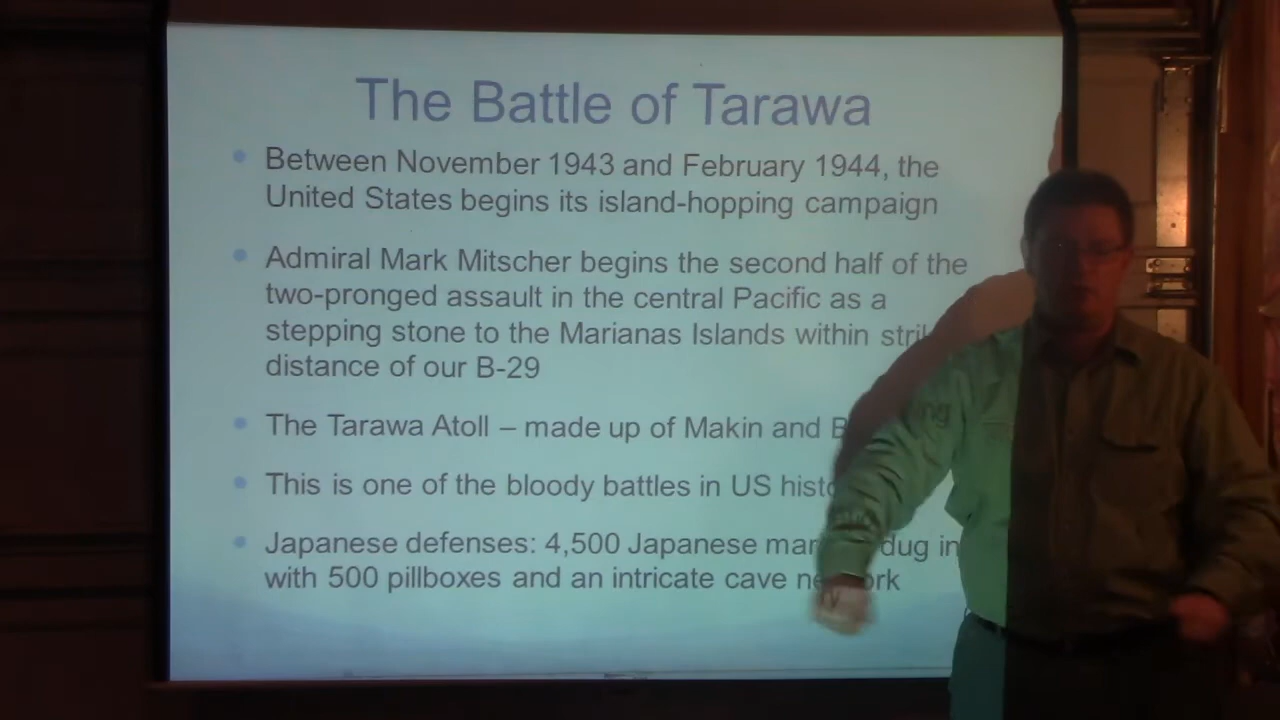 The Battle of Tarawa
Between November 1943 and February 1944, the
United States begins its island-hopping campaign
Admiral Mark Mitscher begins the second half of the
two-pronged assault in the central Pacific as a
stepping stone to the Marianas Islands within
distance of our B-29
The Tarawa Atoll – made up of Makin and
This is one of the bloody battles in US
Japanese defenses: 4,500 Japanese dug in
with 500 pillboxes and an intricate cave